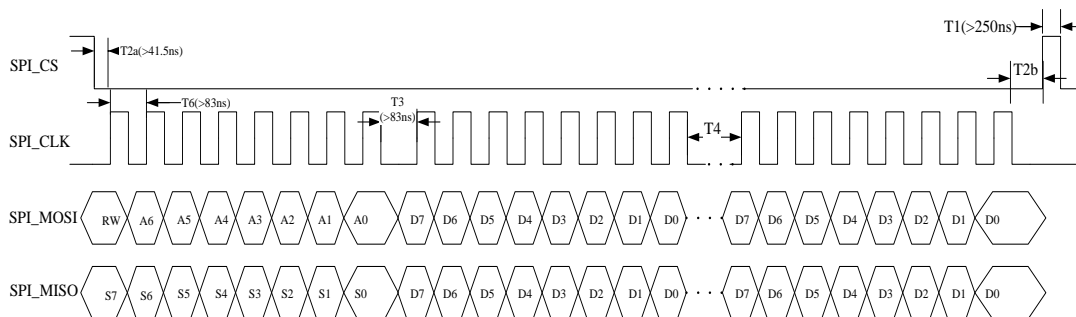 T1(>250ns)
T2a(>41.5ns)
SPI_CS
T2b
T6(>83ns)
T3
(>83ns)
T4
SPI_CLK
SPI_MOSI RW A6 A5 A4 A3 A2 A1 A0 D7 D6 D5 D4 D3 D2 D1 D0 D7 D6 D5 D4 D3 D2 D1 D0
SPI_MISO S7 S6 S5 S4 S3 S2 S1 S0 D7 D6 D5 D4 D3 D2 D1 D0 D7 D6 D5 D4 D3 D2 D1 D0